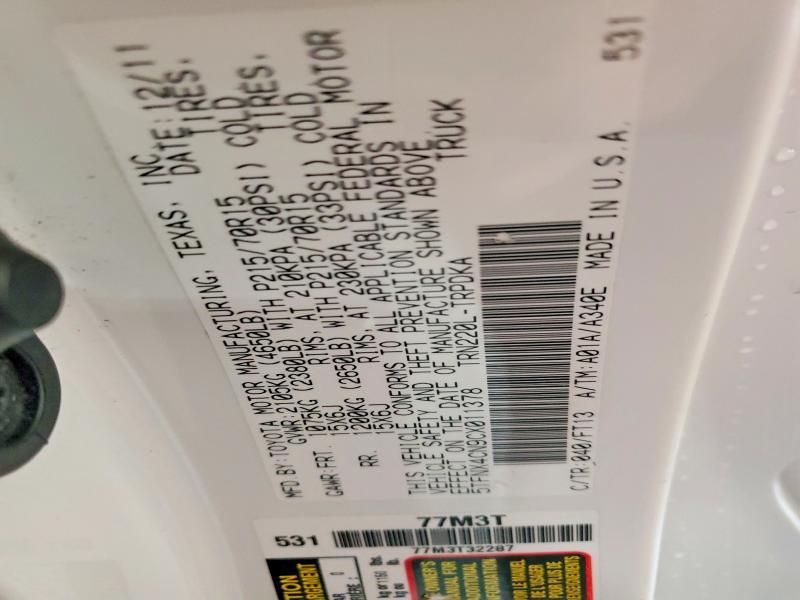 MFD.BY:TOYOTA MOTOR MANUFACTURING, TEXAS, INC. DATE:12/11
GVWR:2105KG (4650LB)
GAWR:FRT. 1075KG (2380LB) WITH P215/70R15 TIRES,
15X6J RIMS, AT 210KPA (30PSI) COLD
RR. 1200KG (2650LB) WITH P215/70R15 TIRES,
15X6J RIMS, AT 230KPA (33PSI) COLD
THIS VEHICLE CONFORMS TO ALL APPLICABLE FEDERAL MOTOR
VEHICLE SAFETY AND THEFT PREVENTION STANDARDS IN
EFFECT ON THE DATE OF MANUFACTURE SHOWN ABOVE.
5TFNX4CN9CX011378 TRN220L-TRPDKA TRUCK
C/TR:040/FT13 A/TM:A01A/A340E MADE IN U.S.A. 531
77M3T
531
77M3T32287